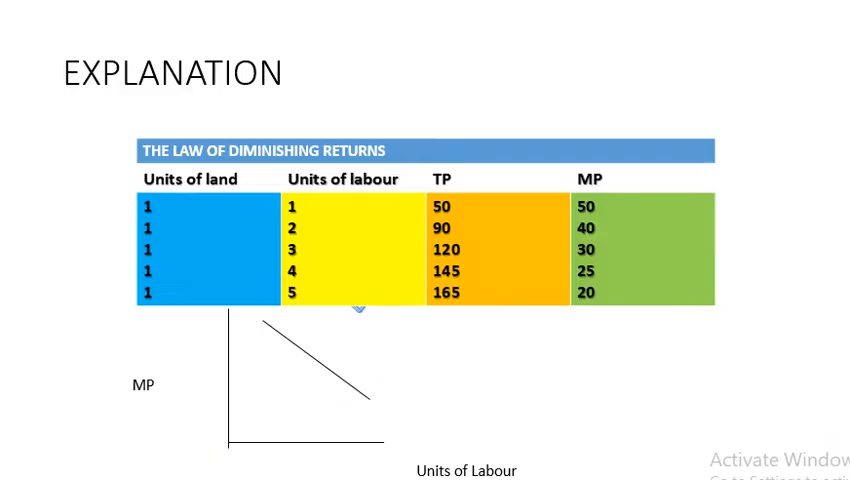 EXPLANATION
THE LAW OF DIMINISHING RETURNS
Units of land Units of labour TP MP
1 1 50 50
1 2 90 40
1 3 120 30
1 4 145 25
1 5 165 20
MP
Units of Labour
Activate Window